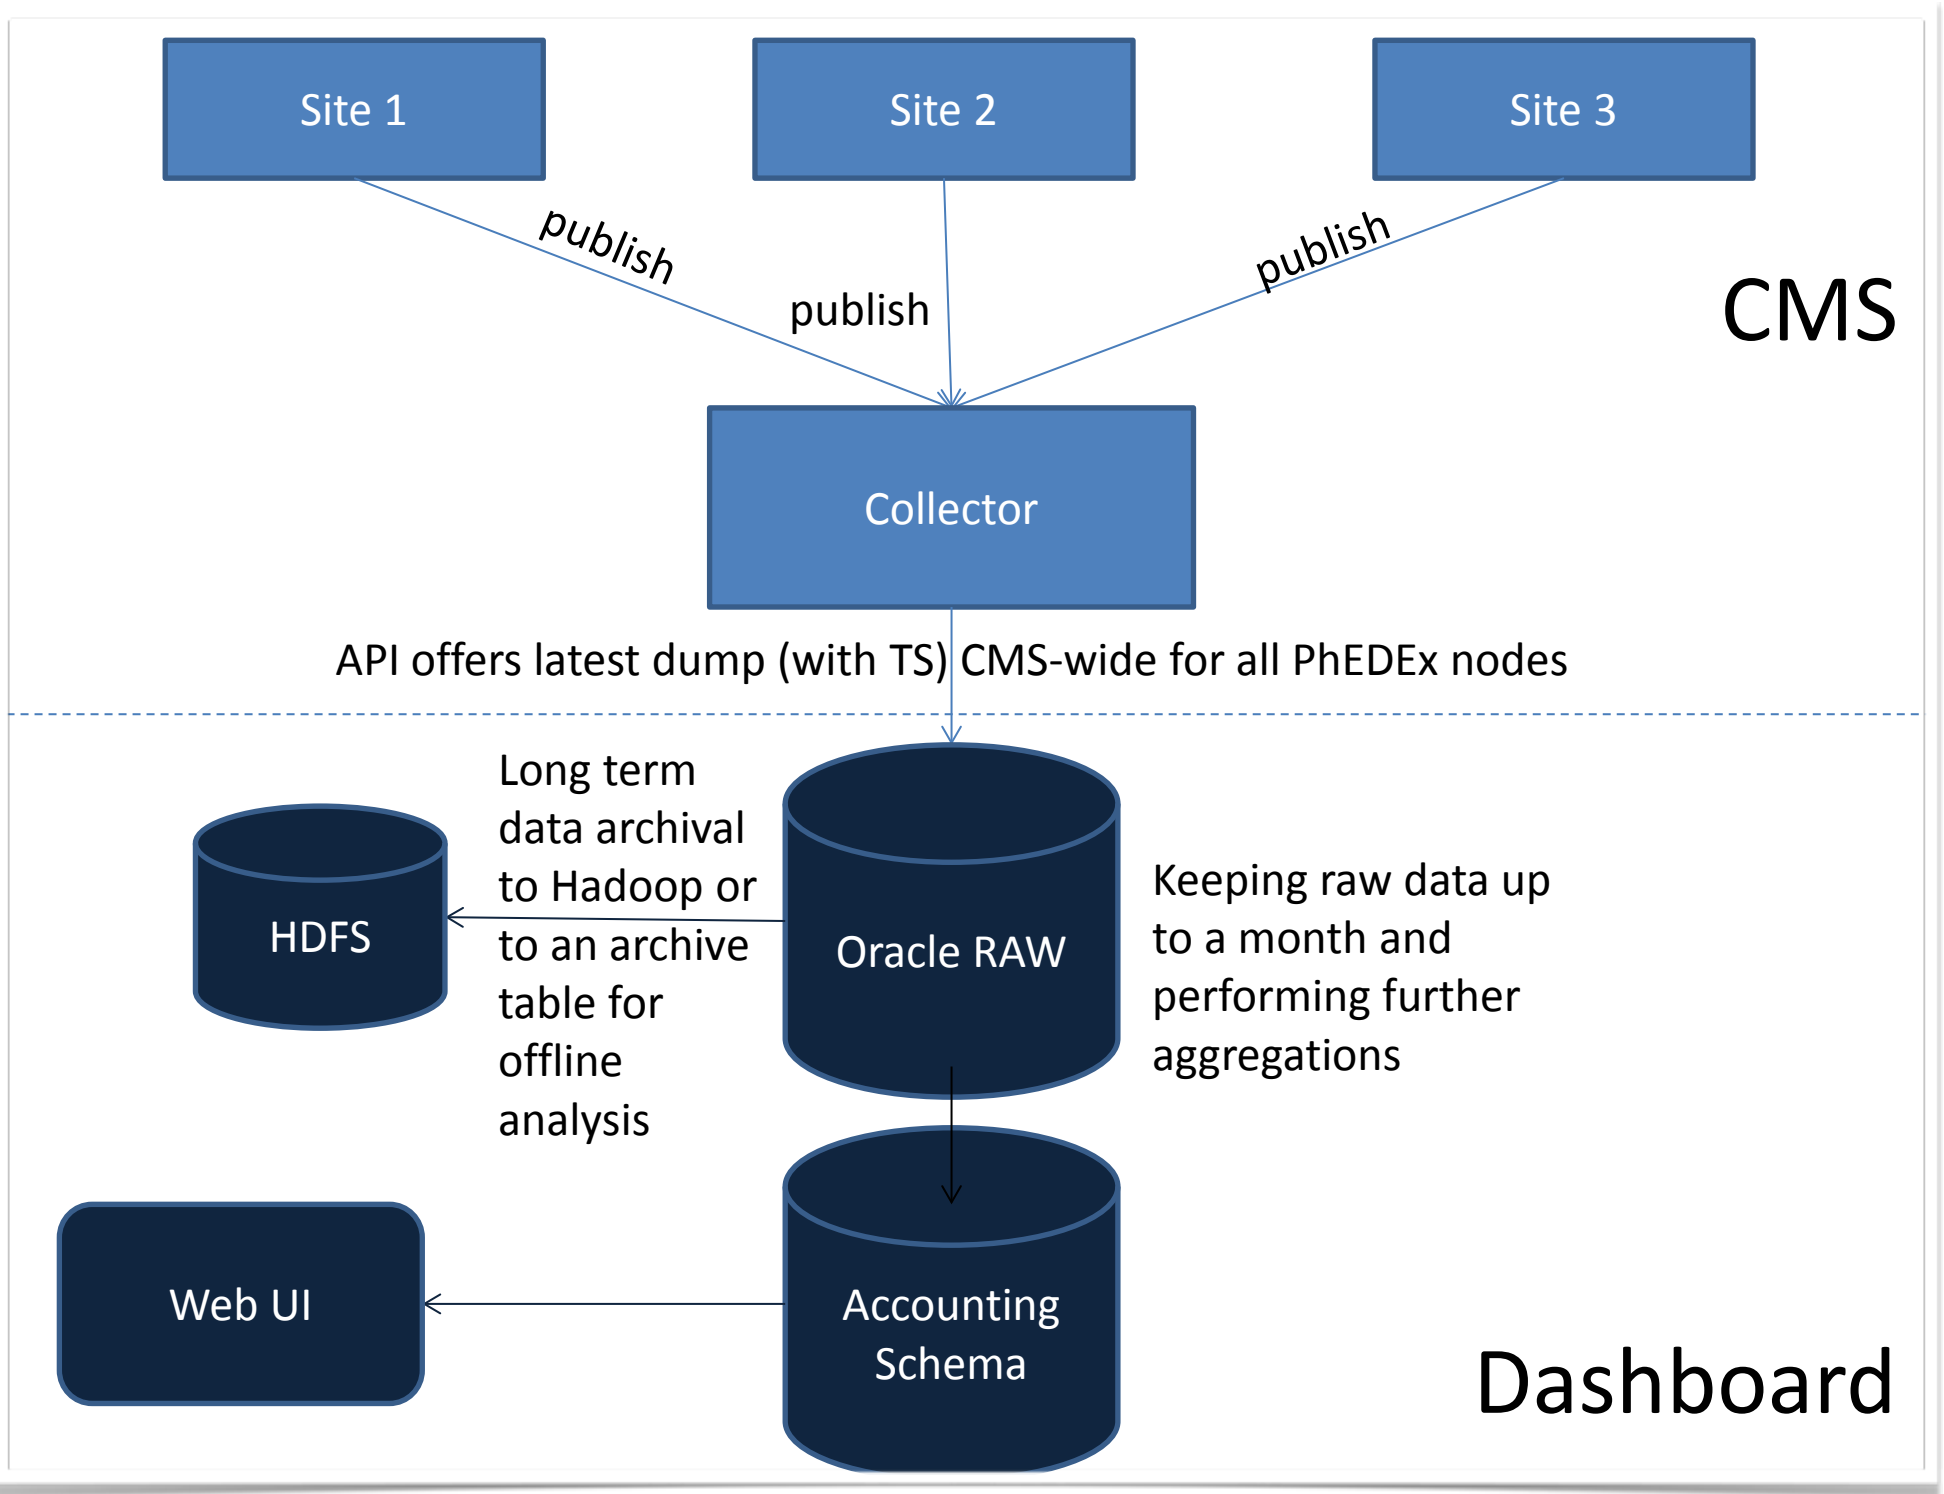 Site 1
Site 2
Site 3
publish
publish
publish
CMS
Collector
API offers latest dump (with TS) CMS-wide for all PhEDEx nodes
Long term
data archival
to Hadoop or
to an archive
table for
offline
analysis
HDFS
Oracle RAW
Keeping raw data up
to a month and
performing further
aggregations
Web UI
Accounting
Schema
Dashboard